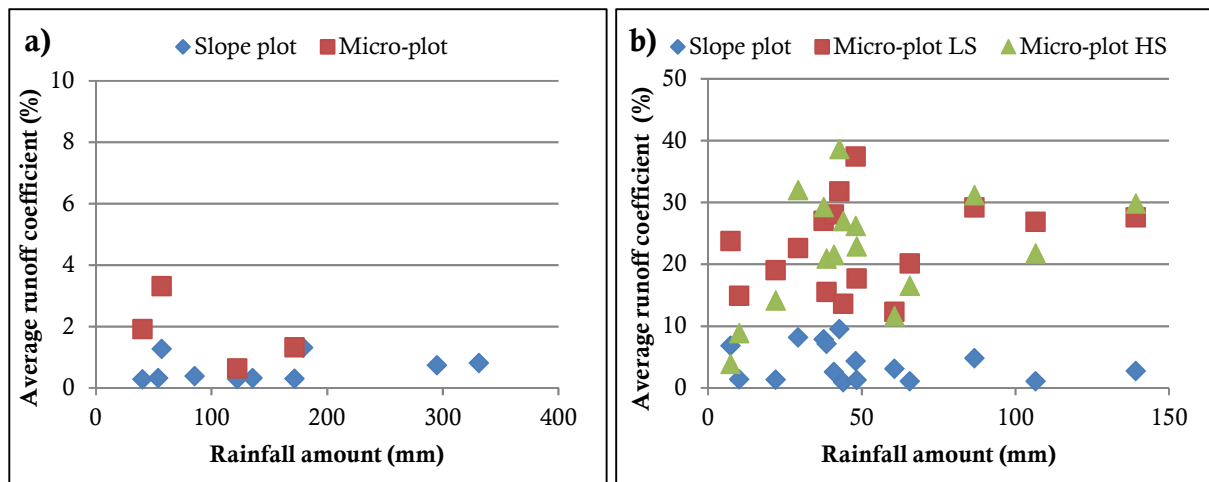 a)
Slope plot Micro-plot
10
8
6
4
2
0
0 100 200 300 400
Average runoff coefficient (%)
Rainfall amount (mm)
b)
Slope plot Micro-plot LS Micro-plot HS
50
40
30
20
10
0
0 50 100 150
Average runoff coefficient (%)
Rainfall amount (mm)